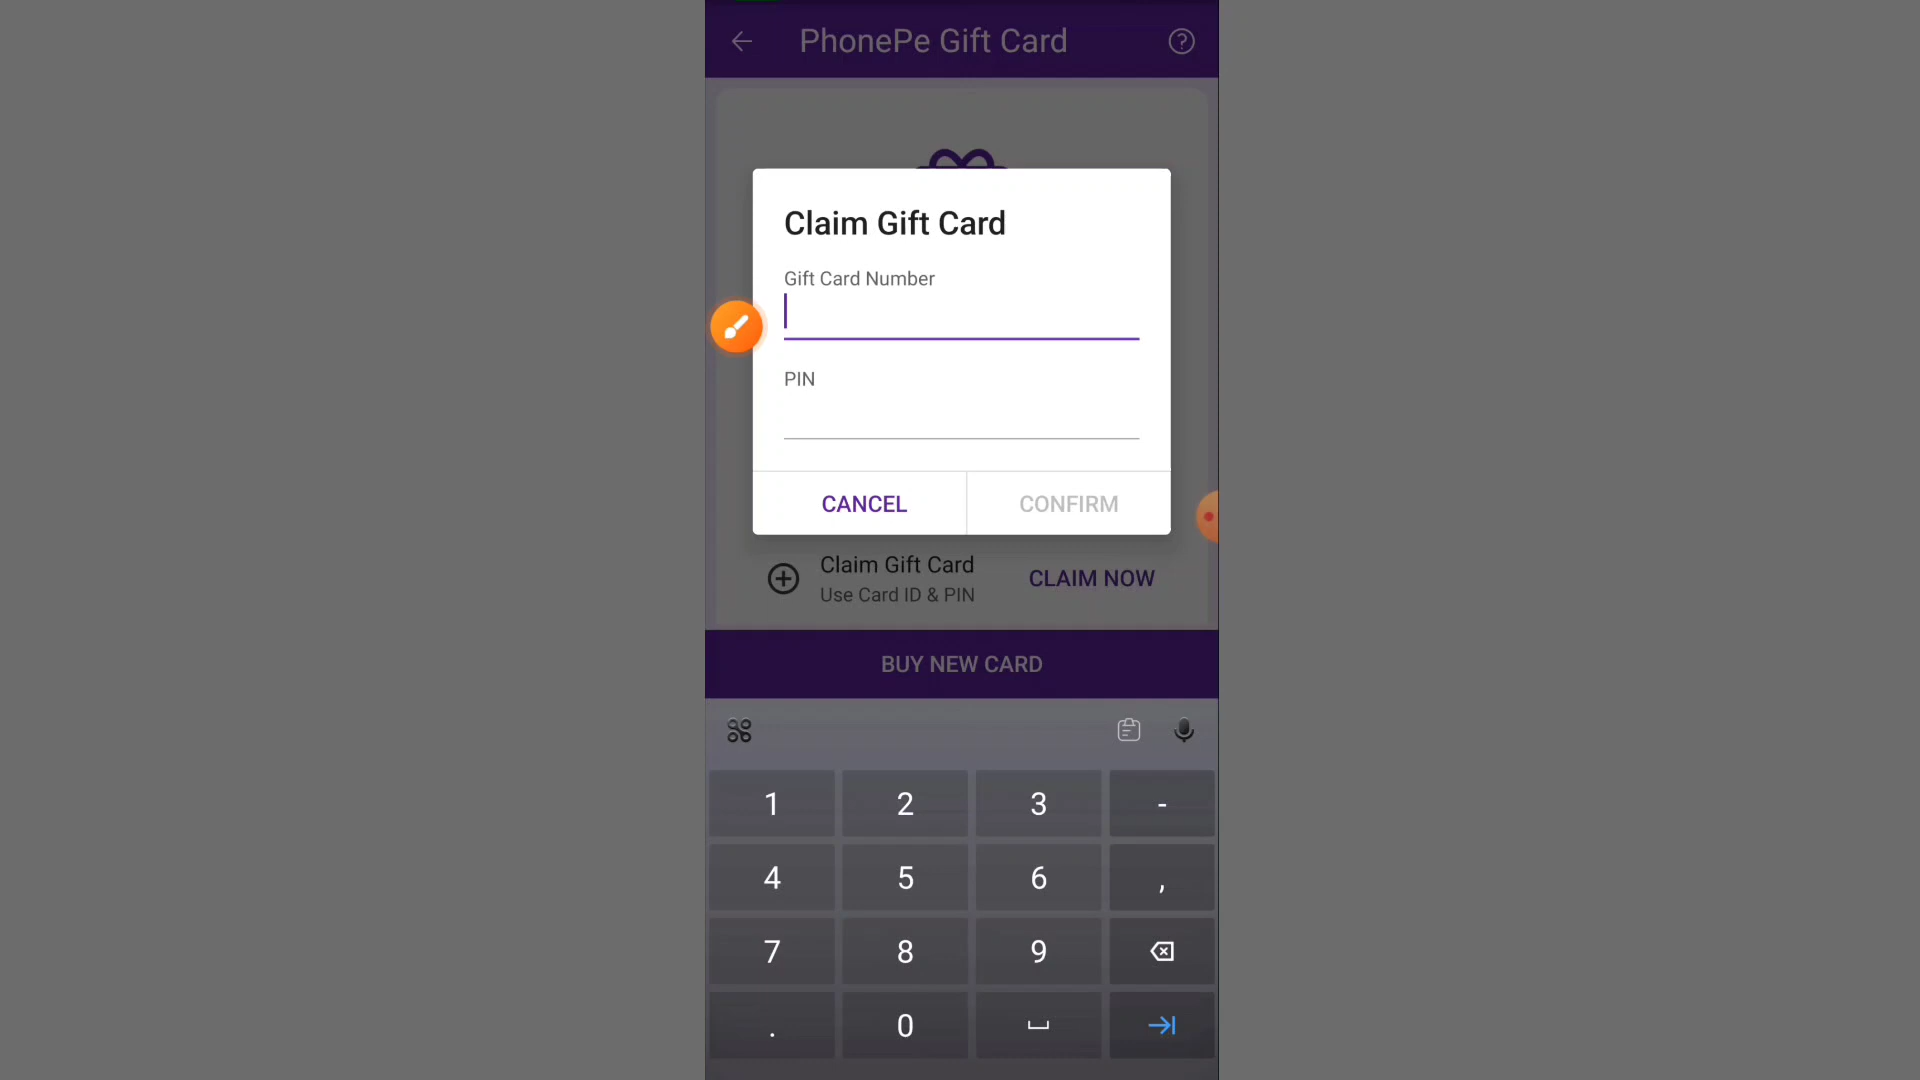 PhonePe Gift Card
Claim Gift Card
Gift Card Number
PIN
CANCEL CONFIRM
Claim Gift Card
Use Card ID & PIN
CLAIM NOW
BUY NEW CARD
1 2 3 -
4 5 6 ,
7 8 9
. 0